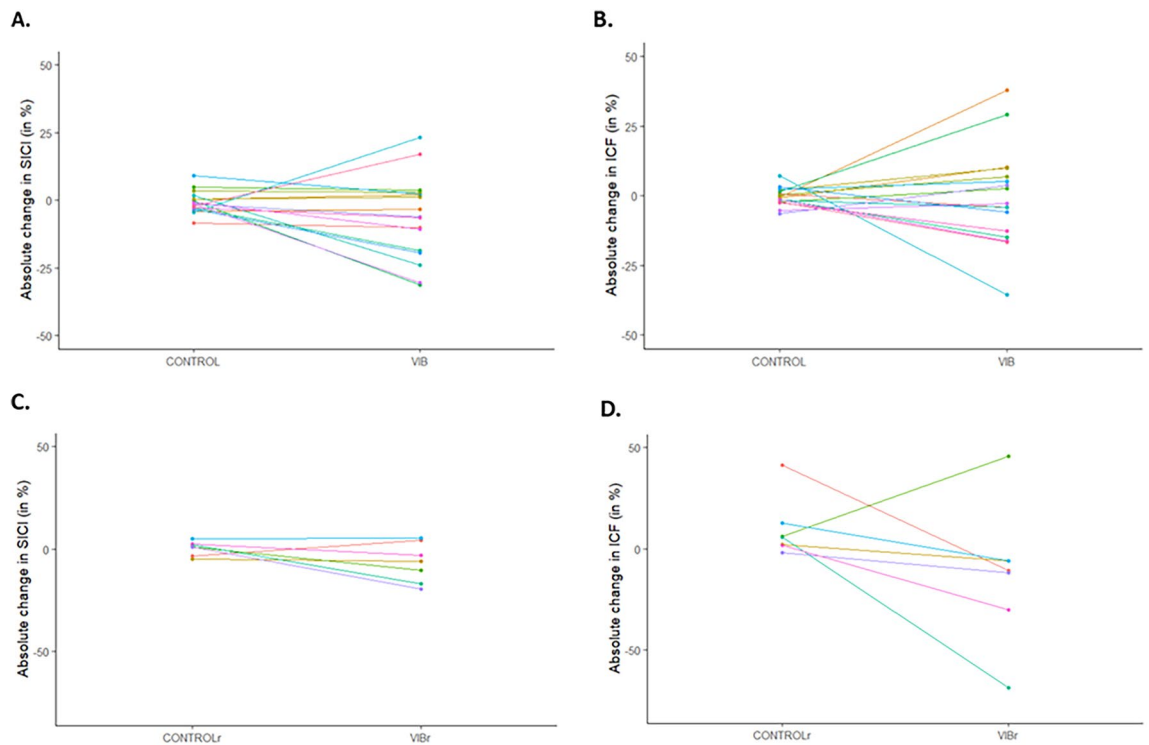 A.
Absolute change in SICI (in %)
50
25
0
-25
-50
CONTROL VIB
B.
Absolute change in ICF (in %)
50
25
0
-25
-50
CONTROL VIB
C.
Absolute change in SICI (in %)
50
0
-50
CONTROLr VIBr
D.
Absolute change in ICF (in %)
50
0
-50
CONTROLr VIBr